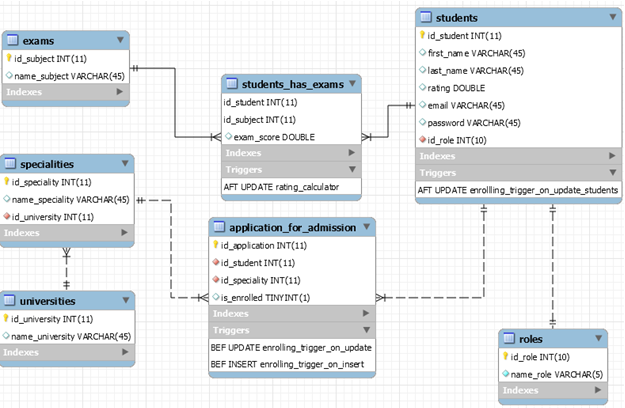 exams
id_subject INT(11)
name_subject VARCHAR(45)
Indexes
students_has_exams
id_student INT(11)
id_subject INT(11)
exam_score DOUBLE
Indexes
Triggers
AFT UPDATE rating_calculator
students
id_student INT(11)
first_name VARCHAR(45)
last_name VARCHAR(45)
rating DOUBLE
email VARCHAR(45)
password VARCHAR(45)
id_role INT(10)
Indexes
Triggers
AFT UPDATE enrollling_trigger_on_update_students
specialities
id_speciality INT(11)
name_speciality VARCHAR(45)
id_university INT(11)
Indexes
application_for_admission
id_application INT(11)
id_student INT(11)
id_speciality INT(11)
is_enrolled TINYINT(1)
Indexes
Triggers
BEF UPDATE enrolling_trigger_on_update
BEF INSERT enrolling_trigger_on_insert
universities
id_university INT(11)
name_university VARCHAR(45)
Indexes
roles
id_role INT(10)
name_role VARCHAR(5)
Indexes